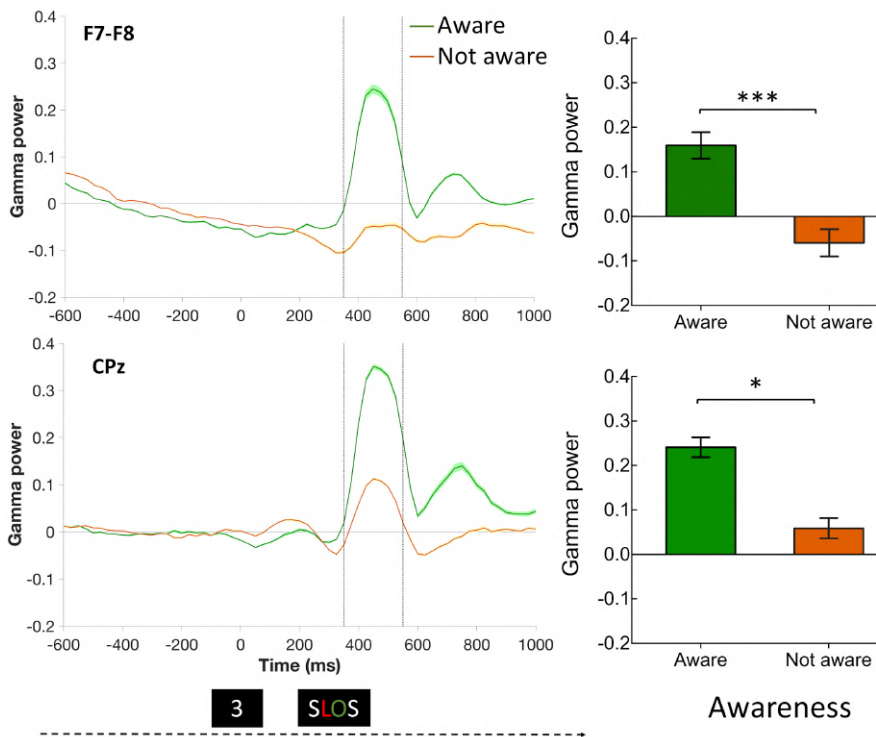 F7-F8
Aware
Not aware
Gamma power
0.4
0.3
0.2
0.1
0
-0.1
0.2
-600 -400 -200 0 200 400 600 800 1000
Gamma power
0.4
0.3
0.2
0.1
0.0
-0.1
-0.2
***
Aware Not aware
CPz
Gamma power
0.4
0.3
0.2
0.1
0
-0.1
-0.2
-600 -400 -200 0 200 400 600 800 1000
Time (ms)
Gamma power
0.4
0.3
0.2
0.1
0.0
-0.1
-0.2
*
Aware Not aware
3 SLOS
Awareness